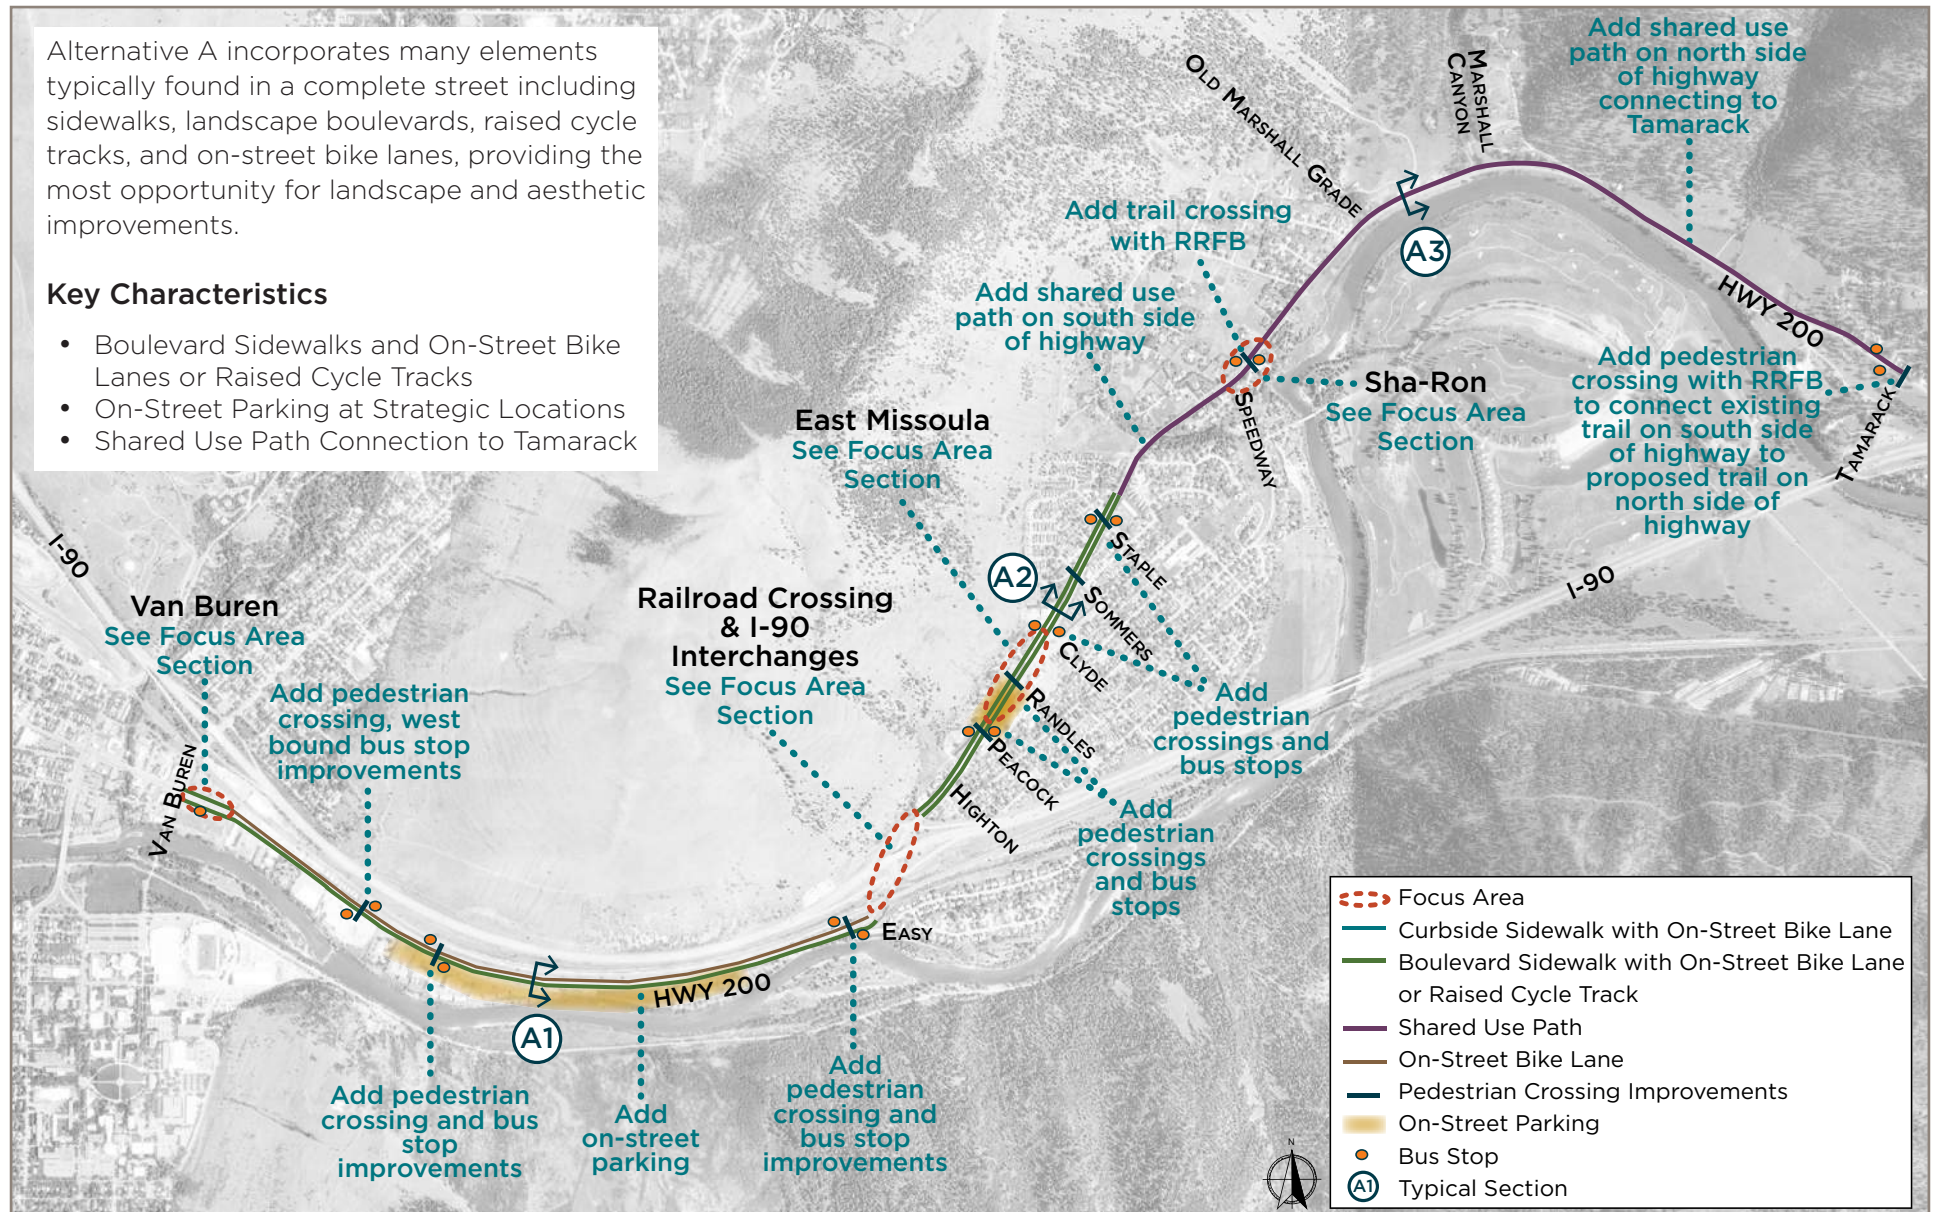 Alternative A incorporates many elements
typically found in a complete street including
sidewalks, landscape boulevards, raised cycle
tracks, and on-street bike lanes, providing the
most opportunity for landscape and aesthetic
improvements.
Key Characteristics
• Boulevard Sidewalks and On-Street Bike
Lanes or Raised Cycle Tracks
• On-Street Parking at Strategic Locations
• Shared Use Path Connection to Tamarack
Add shared use
path on north side
of highway
connecting to
Tamarack
MARSHALL
CANYON
OLD MARSHALL GRADE
A3
Add trail crossing
with RRFB
Add shared use
path on south side
of highway
HWY 200
Add pedestrian
crossing with RRFB
to connect existing
trail on south side
of highway to
proposed trail on
north side of
highway
TAMARACK
Sha-Ron
See Focus Area
Section
SPEEDWAY
East Missoula
See Focus Area
Section
STAPLE
A2
SOMMERS
CLYDE
RANDLES
PEACOCK
HIGHTON
I-90
I-90
Railroad Crossing
& I-90
Interchanges
See Focus Area
Section
Van Buren
See Focus Area
Section
Add pedestrian
crossing, west
bound bus stop
improvements
VAN BUREN
Add
pedestrian
crossings and
bus stops
Add
pedestrian
crossings
and bus
stops
EASY
HWY 200
A1
Add pedestrian
crossing and bus
stop
improvements
Add
on-street
parking
Add
pedestrian
crossing and
bus stop
improvements
N
Focus Area
Curbside Sidewalk with On-Street Bike Lane
Boulevard Sidewalk with On-Street Bike Lane
or Raised Cycle Track
Shared Use Path
On-Street Bike Lane
Pedestrian Crossing Improvements
On-Street Parking
Bus Stop
A1 Typical Section